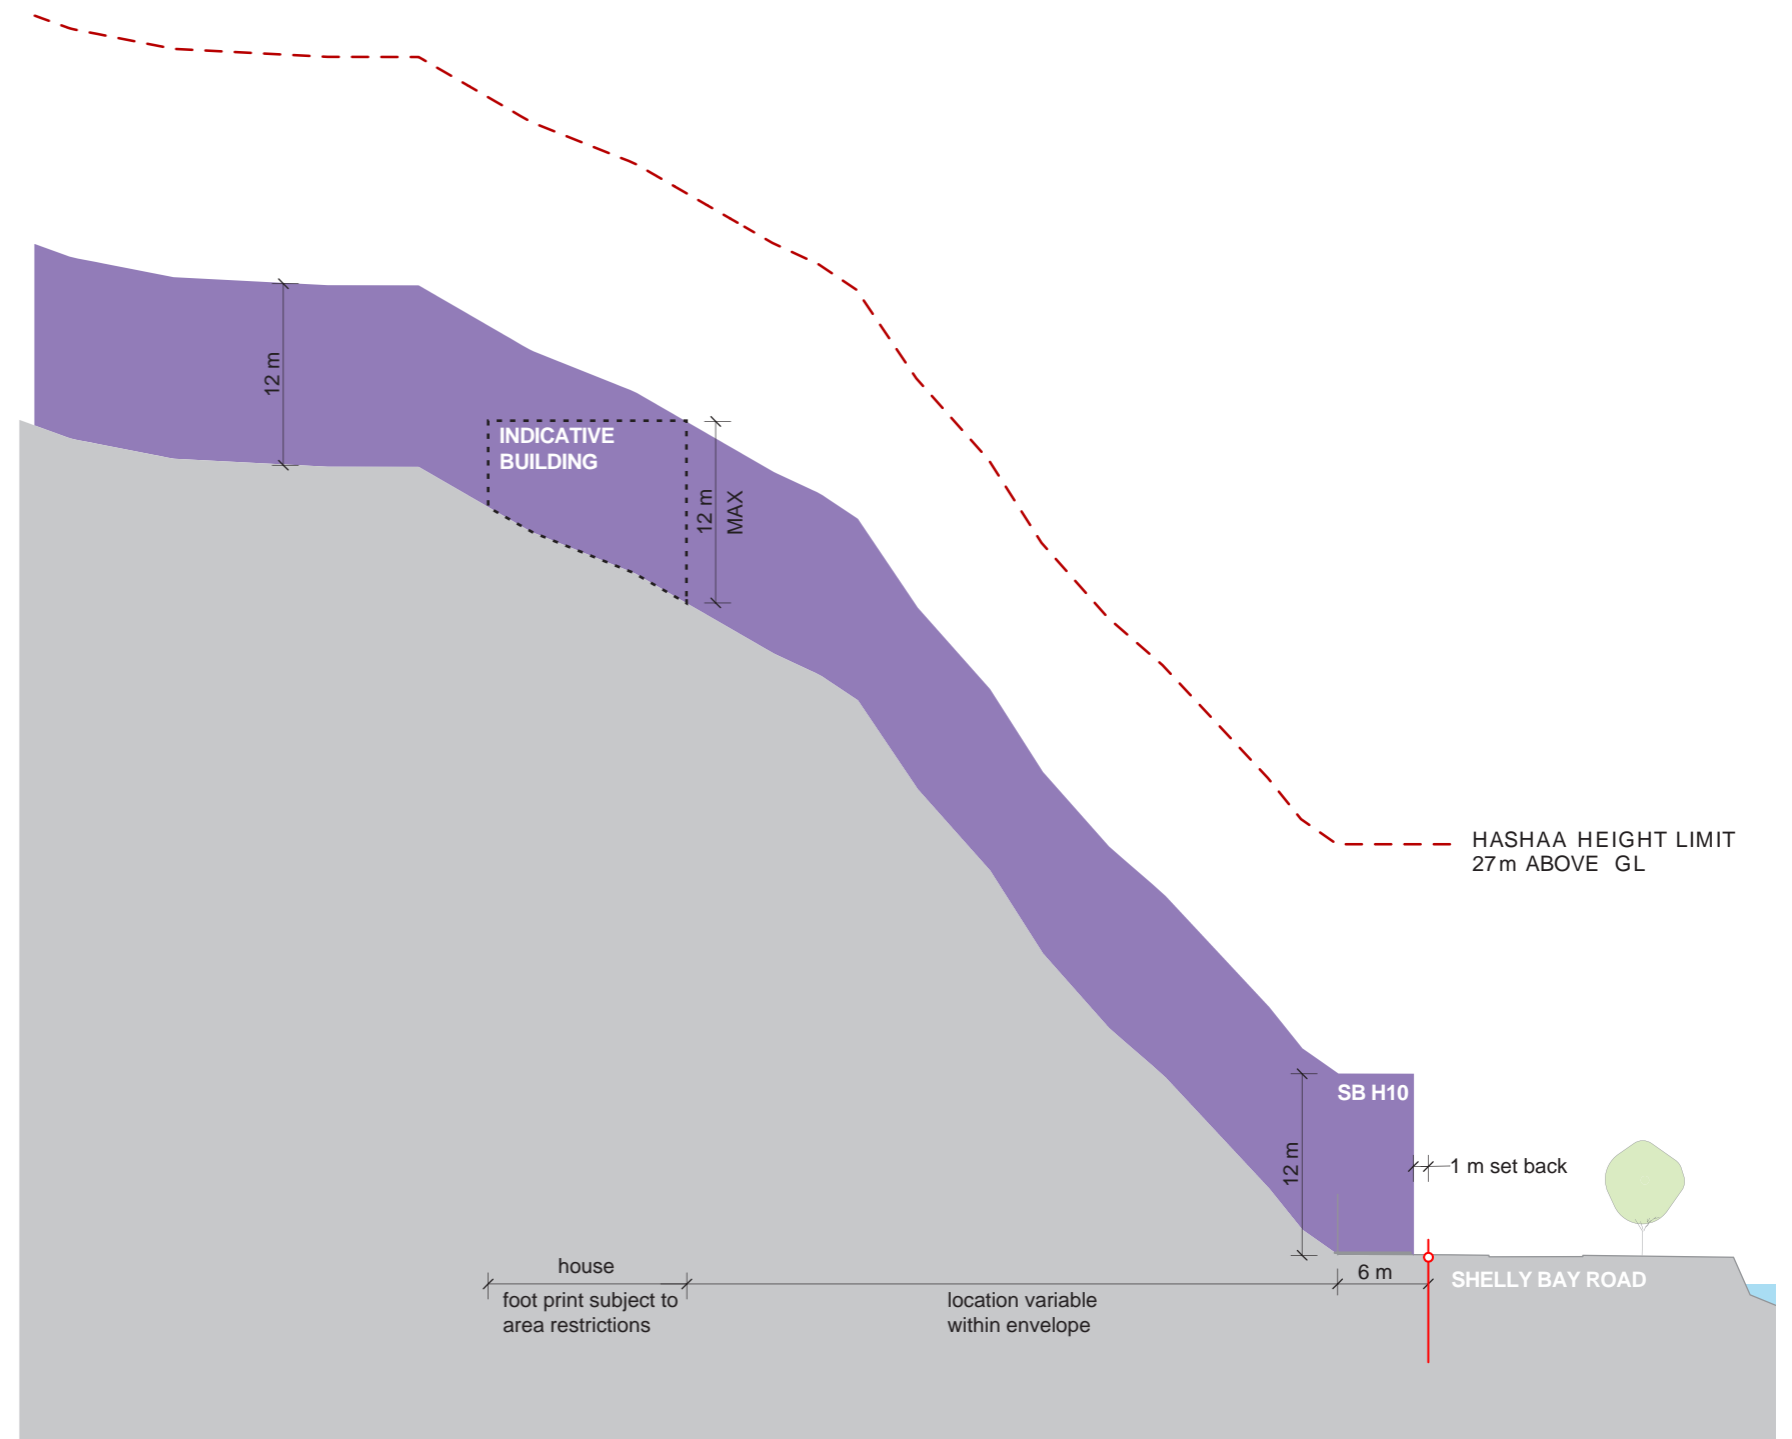 12 m
INDICATIVE
BUILDING
12 m
MAX
HASHAA HEIGHT LIMIT
27m ABOVE GL
SB H10
12 m
1 m set back
house
6 m
SHELLY BAY ROAD
foot print subject to
area restrictions
location variable
within envelope